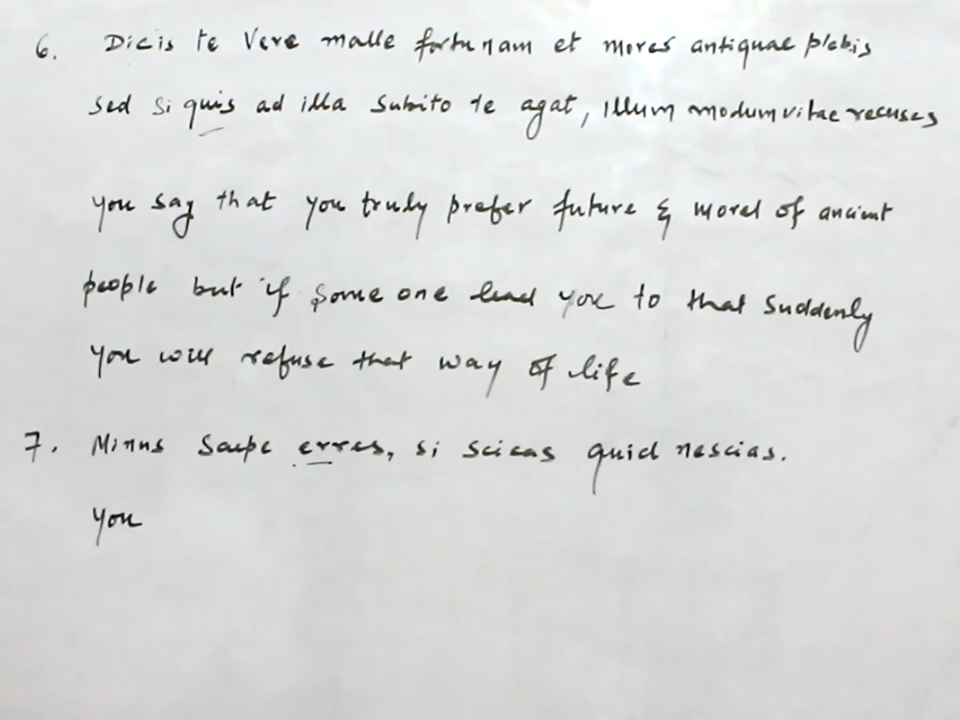 6. Dicis te Vere malle fortunam et mores antiquae plebis
sed si quis ad illa subito te agat, illum modum vitae recuses
you say that you truly prefer future & morel of ancient
people but if some one lead you to that suddenly
you will refuse that way of life
7. Minus saepe erres, si scieas quid nescias.
you